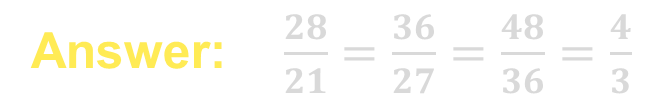 Answer: 28/21 = 36/27 = 48/36 = 4/3